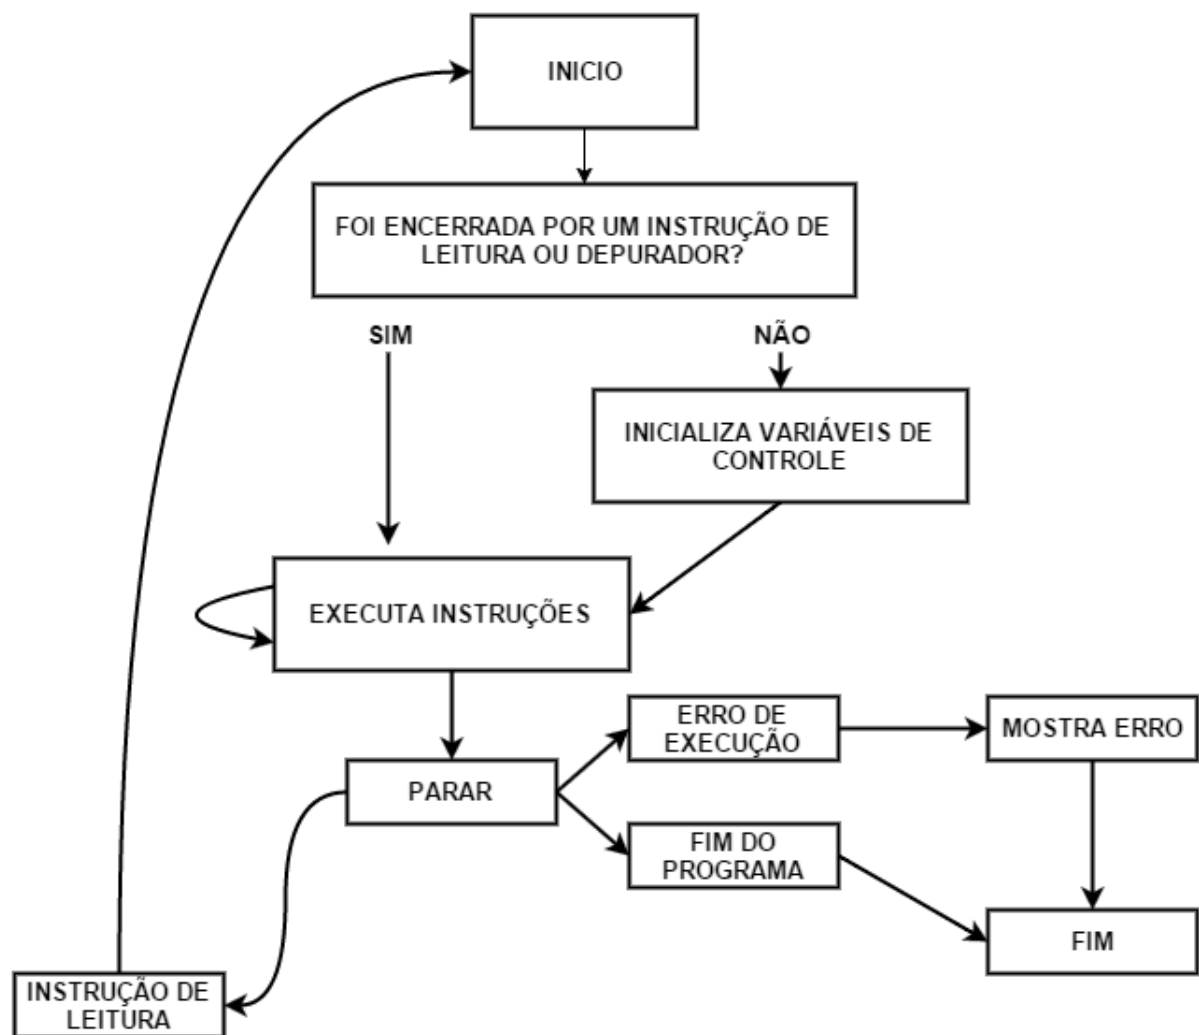 INICIO
FOI ENCERRADA POR UM INSTRUÇÃO DE
LEITURA OU DEPURADOR?
SIM
NÃO
INICIALIZA VARIÁVEIS DE
CONTROLE
EXECUTA INSTRUÇÕES
ERRO DE
EXECUÇÃO
MOSTRA ERRO
PARAR
FIM DO
PROGRAMA
FIM
INSTRUÇÃO DE
LEITURA